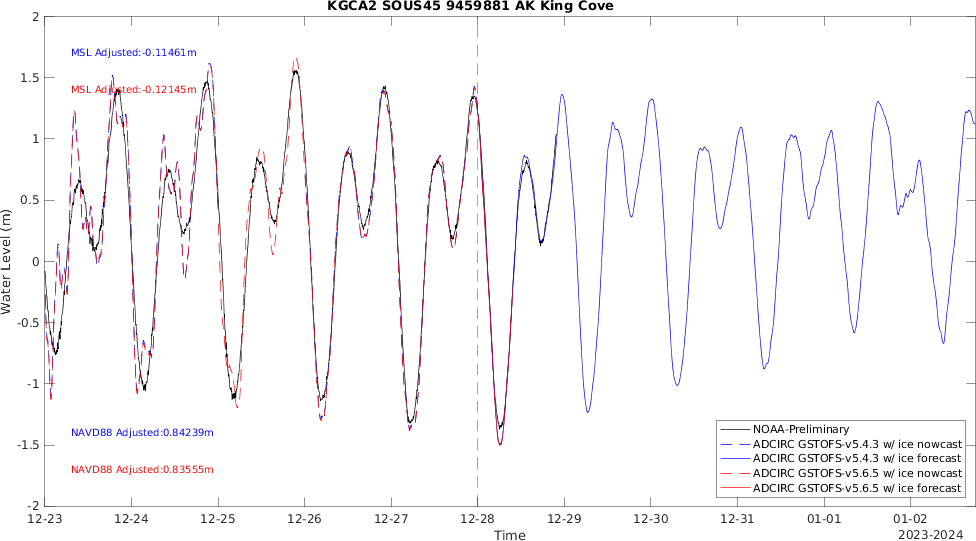 KGCA2 SOUS45 9459881 AK King Cove
2
MSL Adjusted:-0.11461m
1.5
MSL Adjusted:-0.12145m
1
0.5
0
Water Level (m)
-0.5
-1
NAVD88 Adjusted:0.84239m
-1.5
NAVD88 Adjusted:0.83555m
-2
NOAA-Preliminary
ADCIRC GSTOFS-v5.4.3 w/ ice nowcast
ADCIRC GSTOFS-v5.4.3 w/ ice forecast
ADCIRC GSTOFS-v5.6.5 w/ ice nowcast
ADCIRC GSTOFS-v5.6.5 w/ ice forecast
12-23 12-24 12-25 12-26 12-27 12-28 12-29 12-30 12-31 01-01 01-02
Time
2023-2024